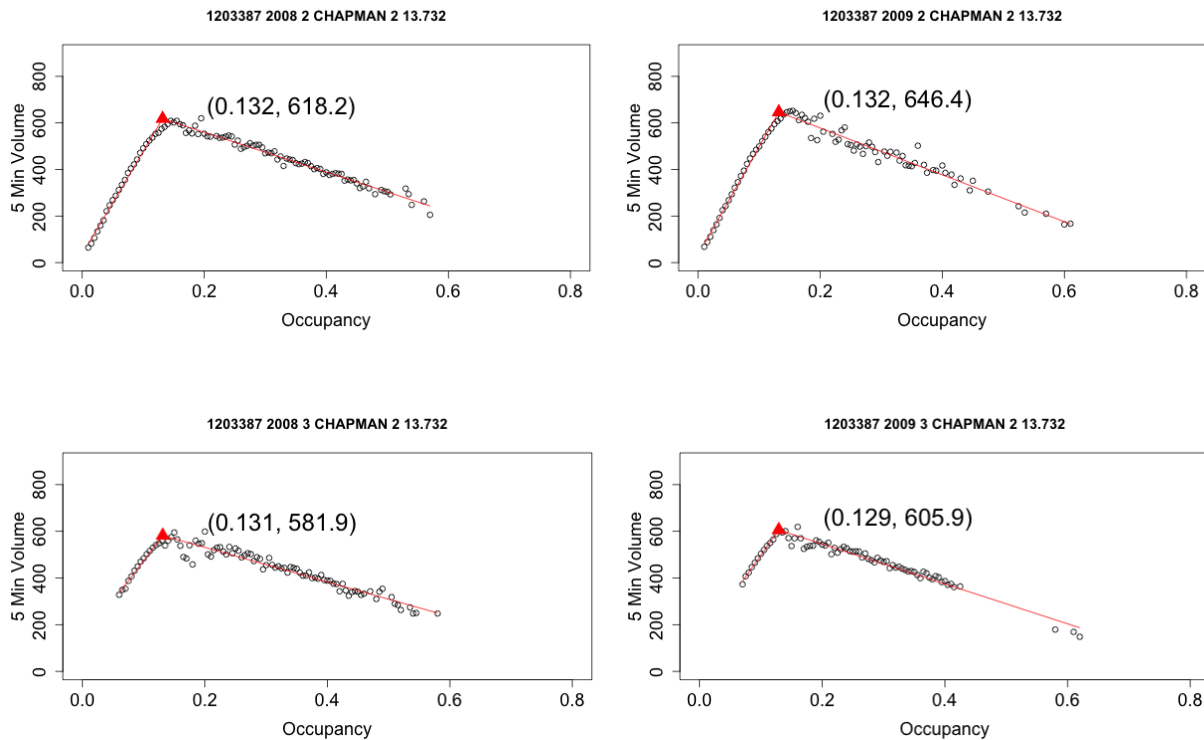 1203387 2008 2 CHAPMAN 2 13.732
5 Min Volume
800
600
400
200
0
(0.132, 618.2)
0.0 0.2 0.4 0.6 0.8
Occupancy
1203387 2009 2 CHAPMAN 2 13.732
5 Min Volume
800
600
400
200
0
(0.132, 646.4)
0.0 0.2 0.4 0.6 0.8
Occupancy
1203387 2008 3 CHAPMAN 2 13.732
5 Min Volume
800
600
400
200
0
(0.131, 581.9)
0.0 0.2 0.4 0.6 0.8
Occupancy
1203387 2009 3 CHAPMAN 2 13.732
5 Min Volume
800
600
400
200
0
(0.129, 605.9)
0.0 0.2 0.4 0.6 0.8
Occupancy